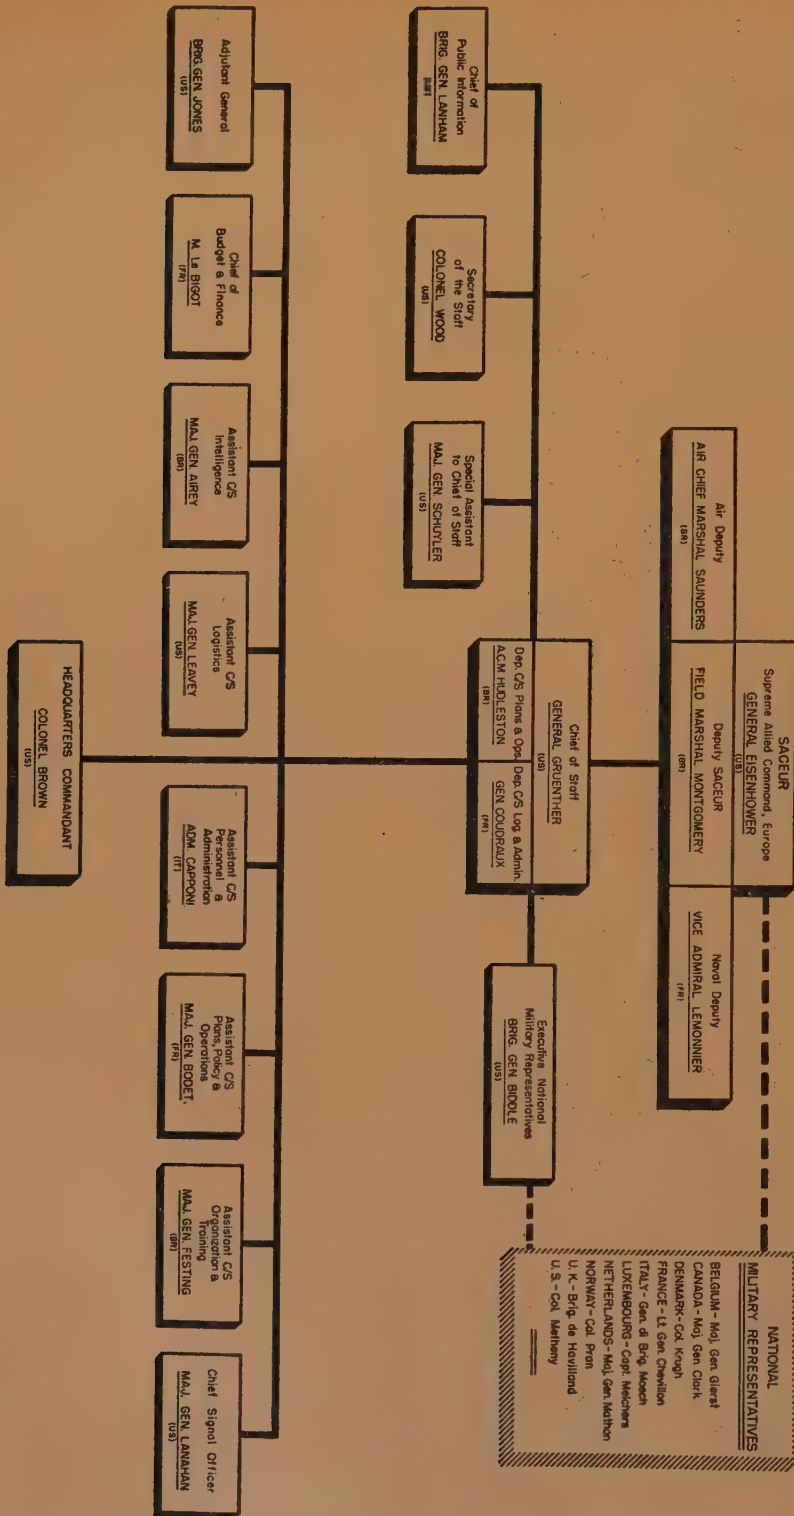 SACEUR
Supreme Allied Command, Europe
GENERAL EISENHOWER
(US)
Air Deputy
AIR CHIEF MARSHAL SAUNDERS
(BR)
Deputy SACEUR
FIELD MARSHAL MONTGOMERY
(BR)
Naval Deputy
VICE ADMIRAL LEMONNIER
(FR)
NATIONAL
MILITARY REPRESENTATIVES
BELGIUM - Maj. Gen. Gierst
CANADA - Maj. Gen. Clark
DENMARK - Col. Krogh
FRANCE - Lt. Gen. Chevillon
ITALY - Gen. di Brig. Mosch
LUXEMBOURG - Capt. Melchers
NETHERLANDS - Maj. Gen. Mathon
NORWAY - Col. Pran
U. K. - Brig. de Havilland
U. S. - Col. Metheny
Chief of Staff
GENERAL GRUENTHER
(US)
Dep. C/S Plans & Ops.
A.C.M HUDLESTON
(BR)
Dep. C/S Log. & Admin.
GEN. COUDRAUX
(FR)
Executive National
Military Representatives
BRIG. GEN. BIDDLE
(US)
Chief of
Public Information
BRIG. GEN. LANHAM
Secretary
of the Staff
COLONEL WOOD
(US)
Special Assistant
to Chief of Staff
MAJ. GEN. SCHUYLER
(US)
Adjutant General
BRIG. GEN. JONES
(US)
Chief of
Budget & Finance
M. Le BIGOT
(FR)
Assistant C/S
Intelligence
MAJ. GEN. AIREY
(BR)
Assistant C/S
Logistics
MAJ. GEN. LEAVEY
(US)
Assistant C/S
Personnel &
Administration
ADM. CAPPONI
(IT)
Assistant C/S
Plans, Policy &
Operations
MAJ. GEN. BODET,
(FR)
Assistant C/S
Organization &
Training
MAJ. GEN. FESTING
(BR)
Chief Signal Officer
MAJ. GEN. LANAHAN
(US)
HEADQUARTERS COMMANDANT
COLONEL BROWN
(US)